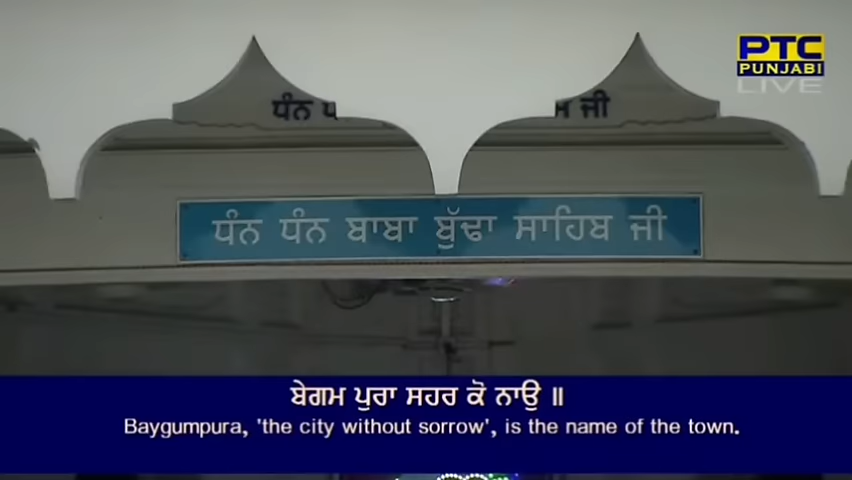 PTC
PUNJABI
LIVE
ਧੰਨ
ਜੀ
ਧੰਨ ਧੰਨ ਬਾਬਾ ਬੁੱਢਾ ਸਾਹਿਬ ਜੀ
ਬੇਗਮ ਪੁਰਾ ਸਹਰ ਕੋ ਨਾਉ ॥
Baygumpura, 'the city without sorrow', is the name of the town.